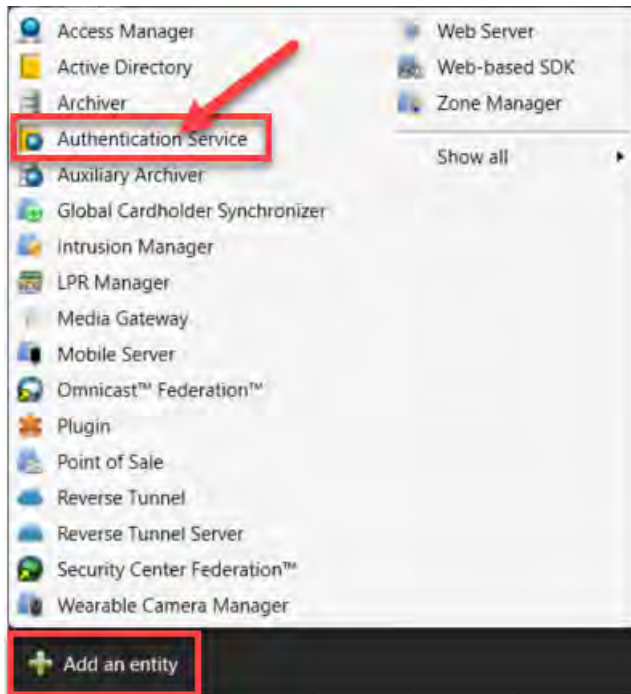 Access Manager
Active Directory
Archiver
Authentication Service
Auxiliary Archiver
Global Cardholder Synchronizer
Intrusion Manager
LPR Manager
Media Gateway
Mobile Server
Omnicast™ Federation™
Plugin
Point of Sale
Reverse Tunnel
Reverse Tunnel Server
Security Center Federation™
Wearable Camera Manager
Web Server
Web-based SDK
Zone Manager
Show all
Add an entity